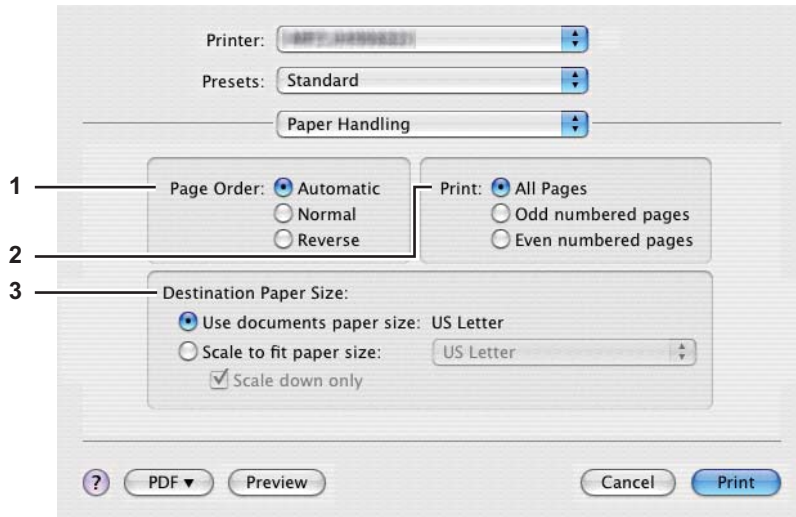 Printer:
Presets: Standard
Paper Handling
1
Page Order: Automatic
Normal
Reverse
2
Print: All Pages
Odd numbered pages
Even numbered pages
3
Destination Paper Size:
Use documents paper size: US Letter
Scale to fit paper size: US Letter
Scale down only
? PDF ▼ Preview Cancel Print